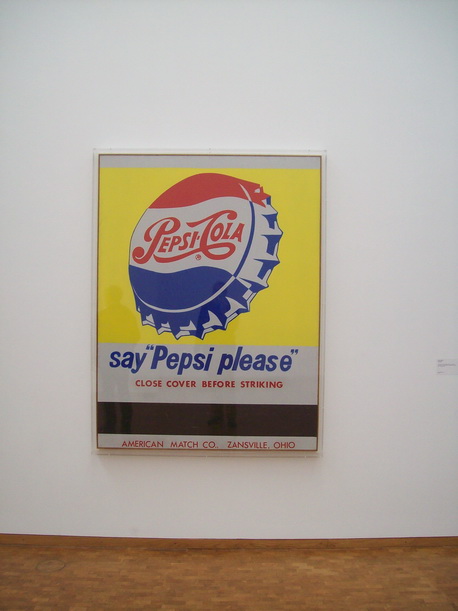 PEPSI-COLA
®
say "Pepsi please"
CLOSE COVER BEFORE STRIKING
AMERICAN MATCH CO., ZANSVILLE, OHIO